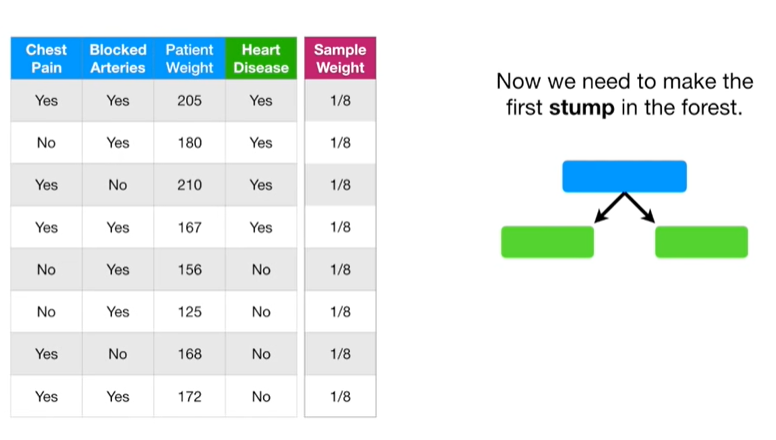 Chest Pain Blocked Arteries Patient Weight Heart Disease Sample Weight
Yes Yes 205 Yes 1/8
No Yes 180 Yes 1/8
Yes No 210 Yes 1/8
Yes Yes 167 Yes 1/8
No Yes 156 No 1/8
No Yes 125 No 1/8
Yes No 168 No 1/8
Yes Yes 172 No 1/8
Now we need to make the
first stump in the forest.